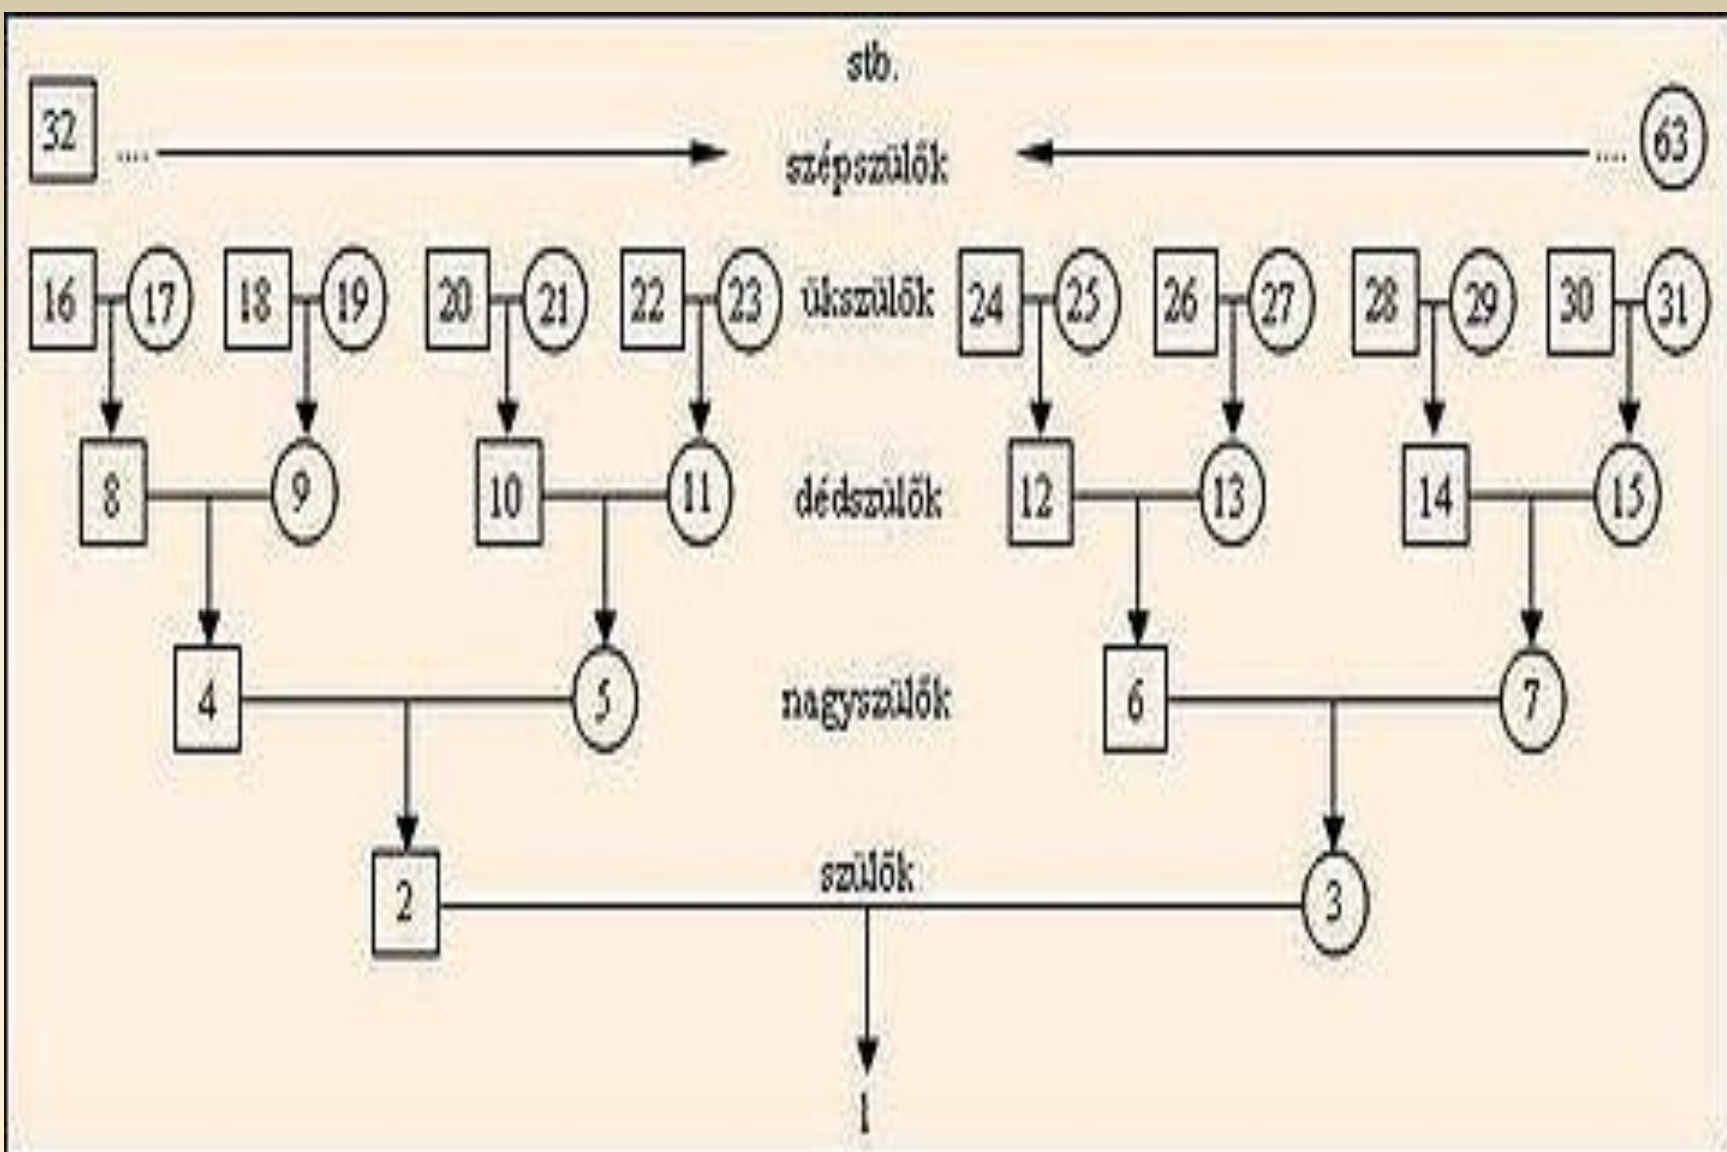 stb.
32 .... szépszülők .... 63
16 17 18 19 20 21 22 23 ükszülők 24 25 26 27 28 29 30 31
8 9 10 11 dédszülők 12 13 14 15
4 5 nagyszülők 6 7
szülők
2 3
1